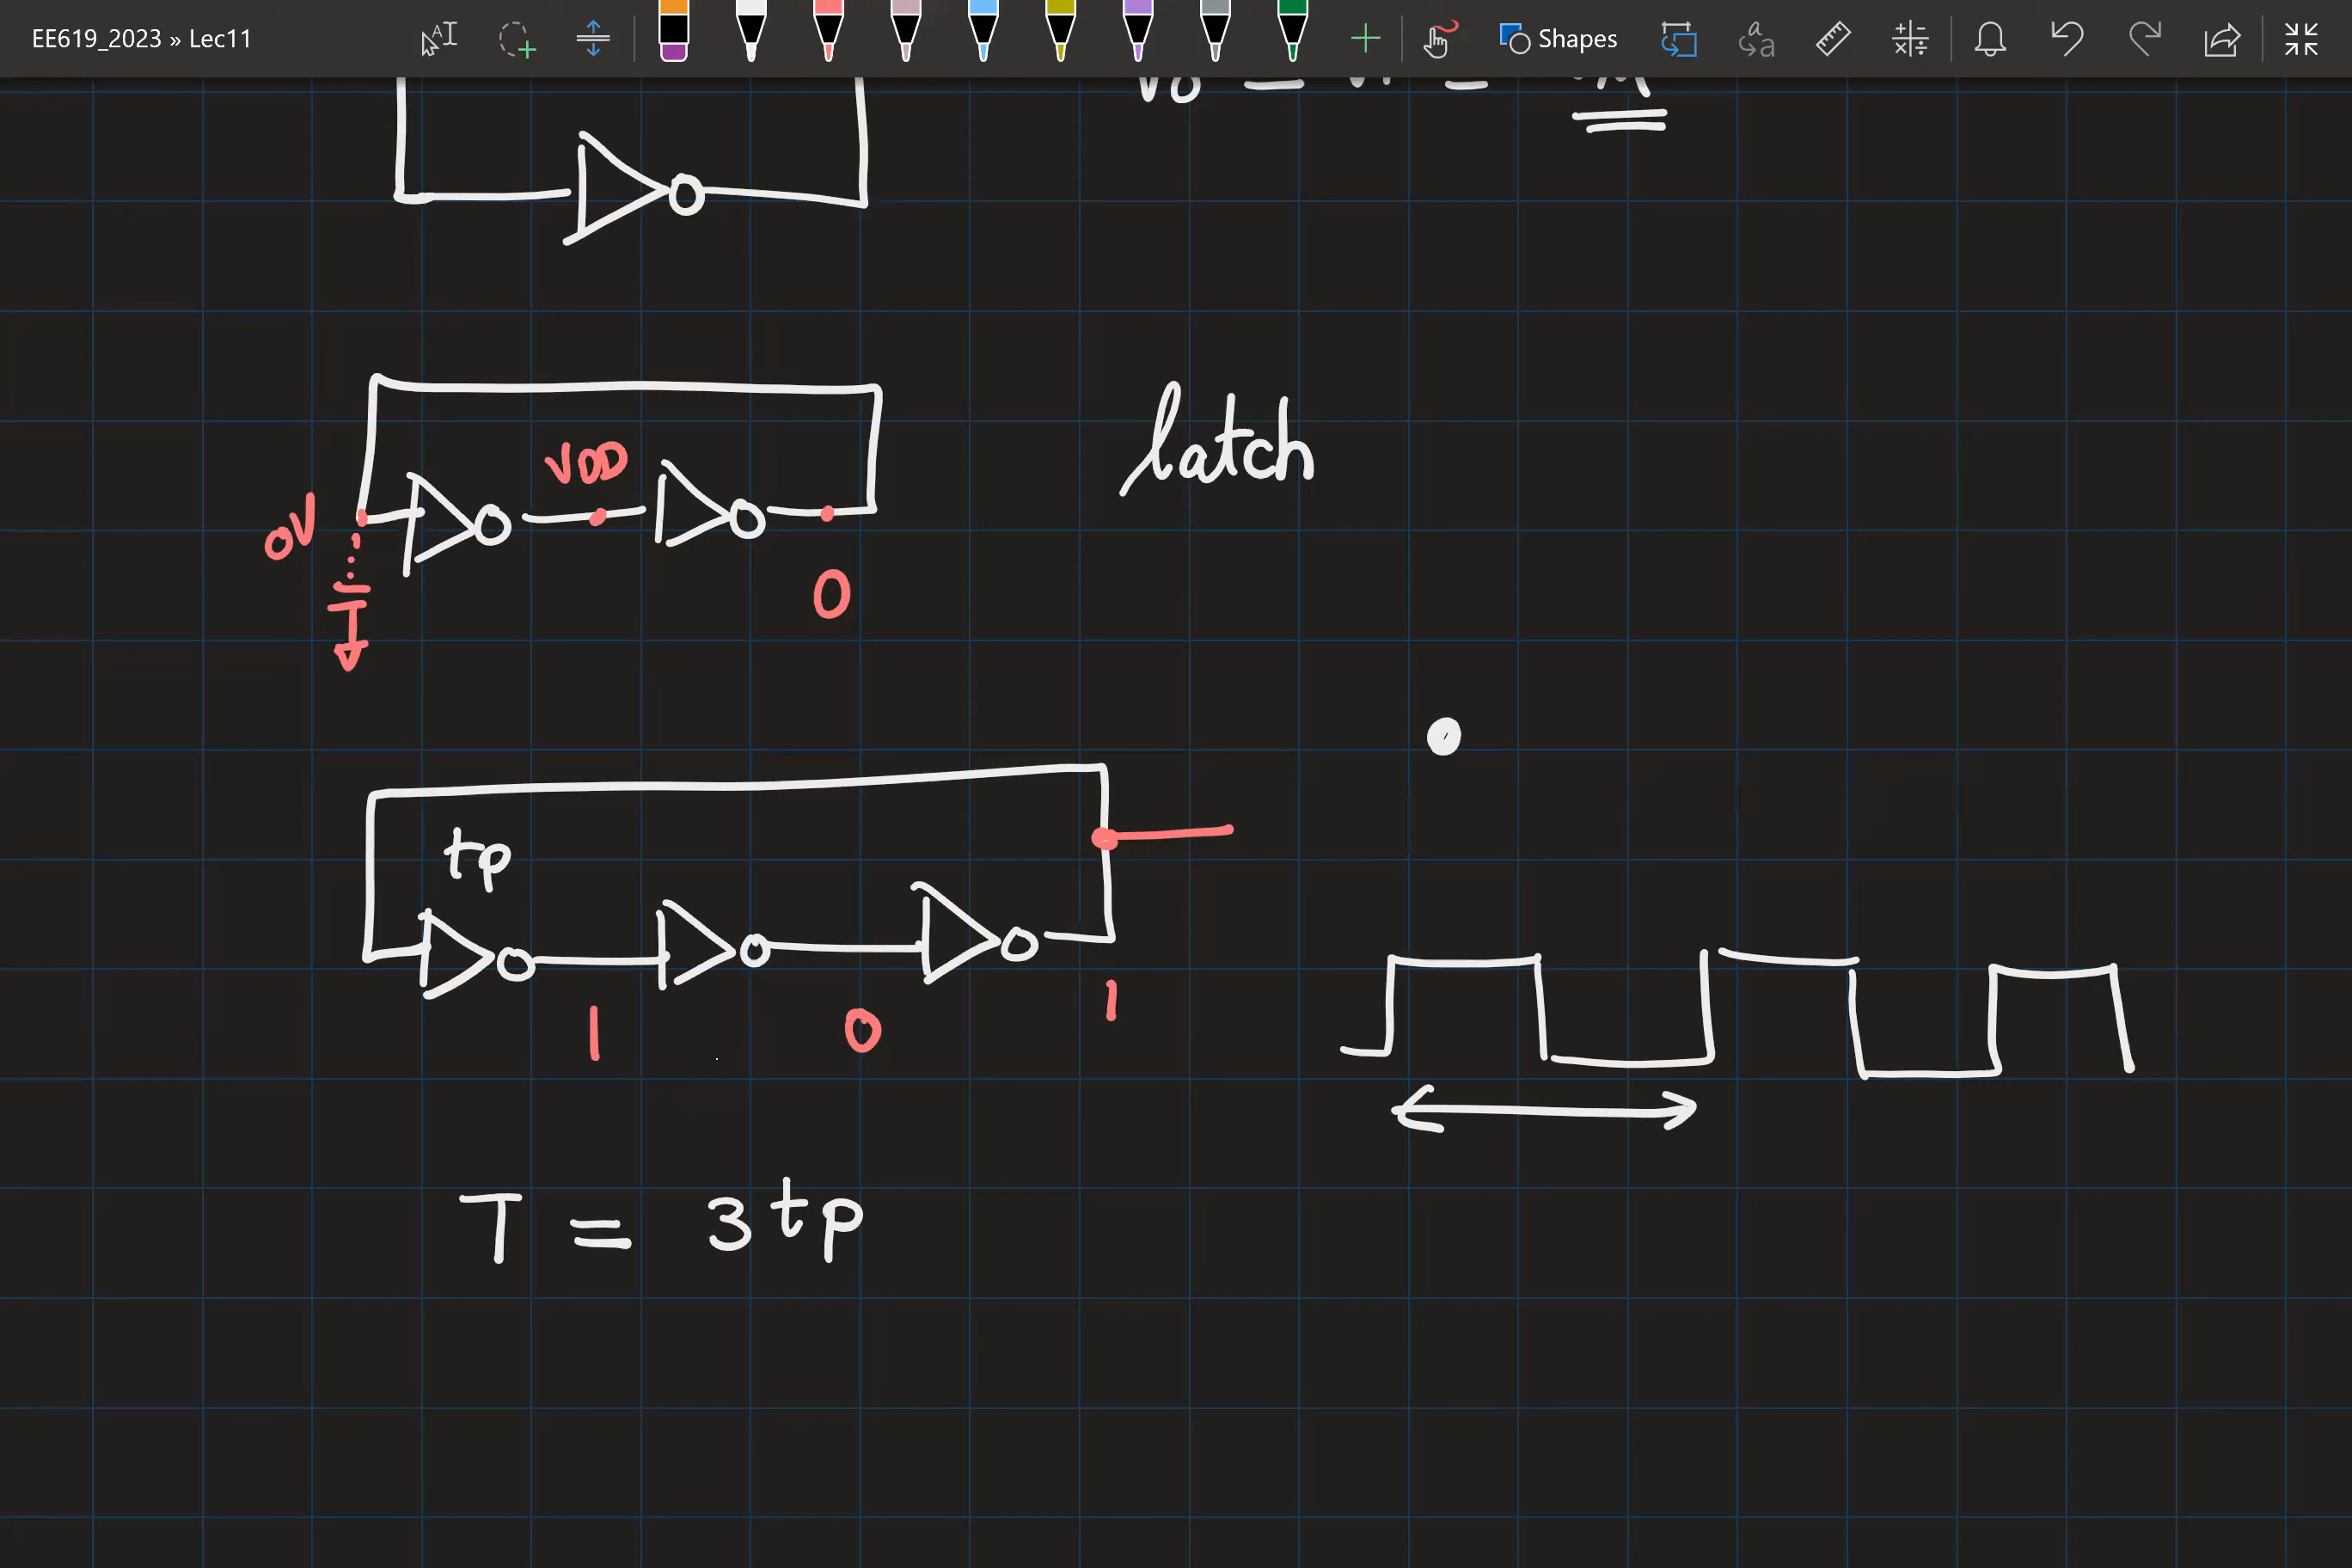 EE619_2023 » Lec11
Shapes
latch
VDD
0V
0
tp
1
0
1
T = 3tp